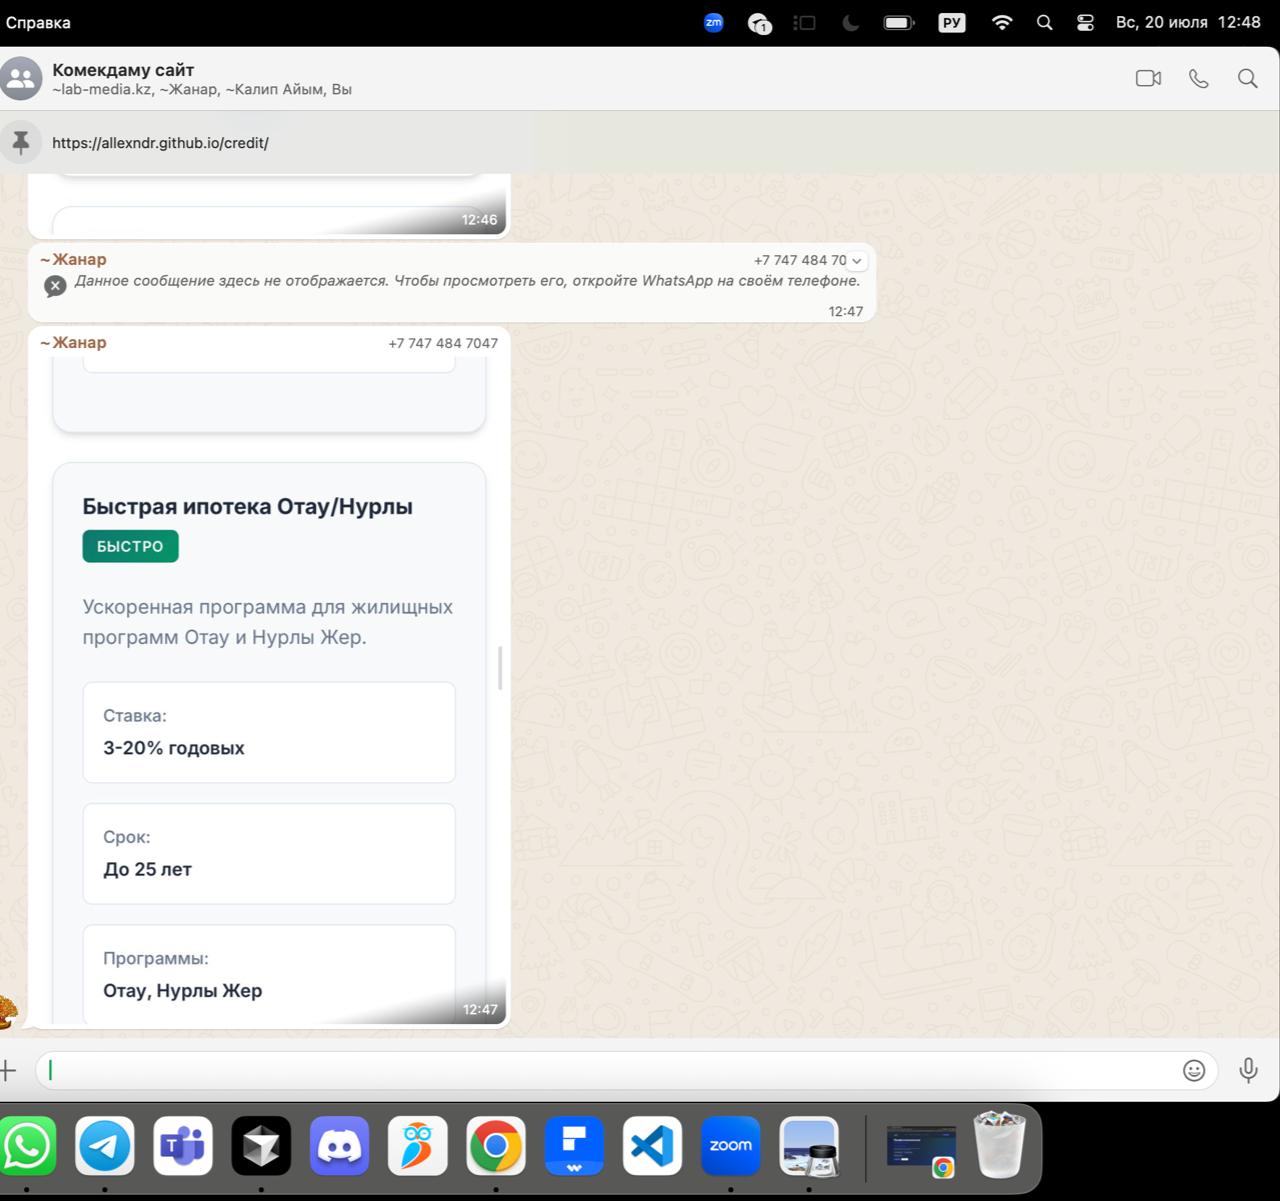 Справка
zm
1
РУ
Вс, 20 июля 12:48
Комекдаму сайт
~lab-media.kz, ~Жанар, ~Калип Айым, Вы
https://allexndr.github.io/credit/
12:46
~Жанар
+7 747 484 70
Данное сообщение здесь не отображается. Чтобы просмотреть его, откройте WhatsApp на своём телефоне.
12:47
~Жанар
+7 747 484 7047
Быстрая ипотека Отау/Нурлы
БЫСТРО
Ускоренная программа для жилищных
программ Отау и Нурлы Жер.
Ставка:
3-20% годовых
Срок:
До 25 лет
Программы:
Отау, Нурлы Жер
12:47
zoom